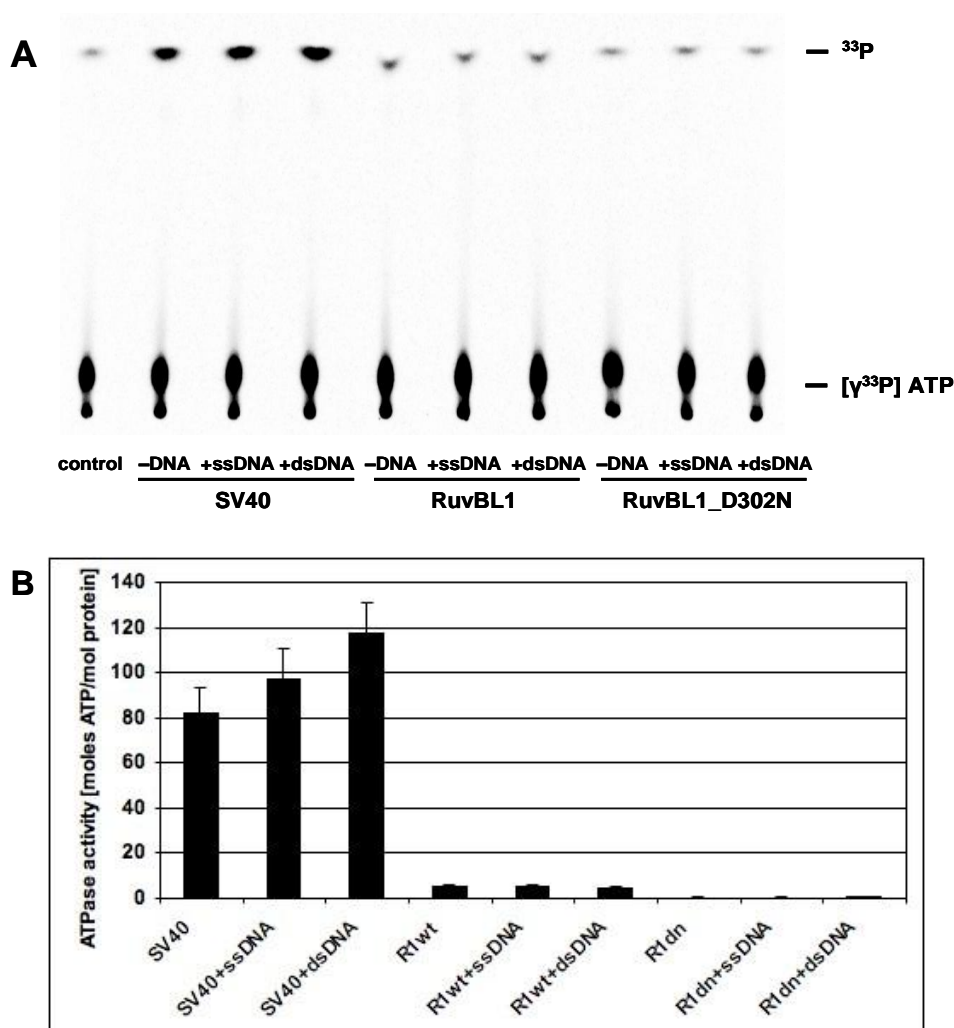 A
³³P
[γ³³P] ATP
control –DNA +ssDNA +dsDNA –DNA +ssDNA +dsDNA –DNA +ssDNA +dsDNA
SV40 RuvBL1 RuvBL1_D302N
B
ATPase activity [moles ATP/mol protein]
140
120
100
80
60
40
20
0
SV40
SV40+ssDNA
SV40+dsDNA
R1wt
R1wt+ssDNA
R1wt+dsDNA
R1dn
R1dn+ssDNA
R1dn+dsDNA